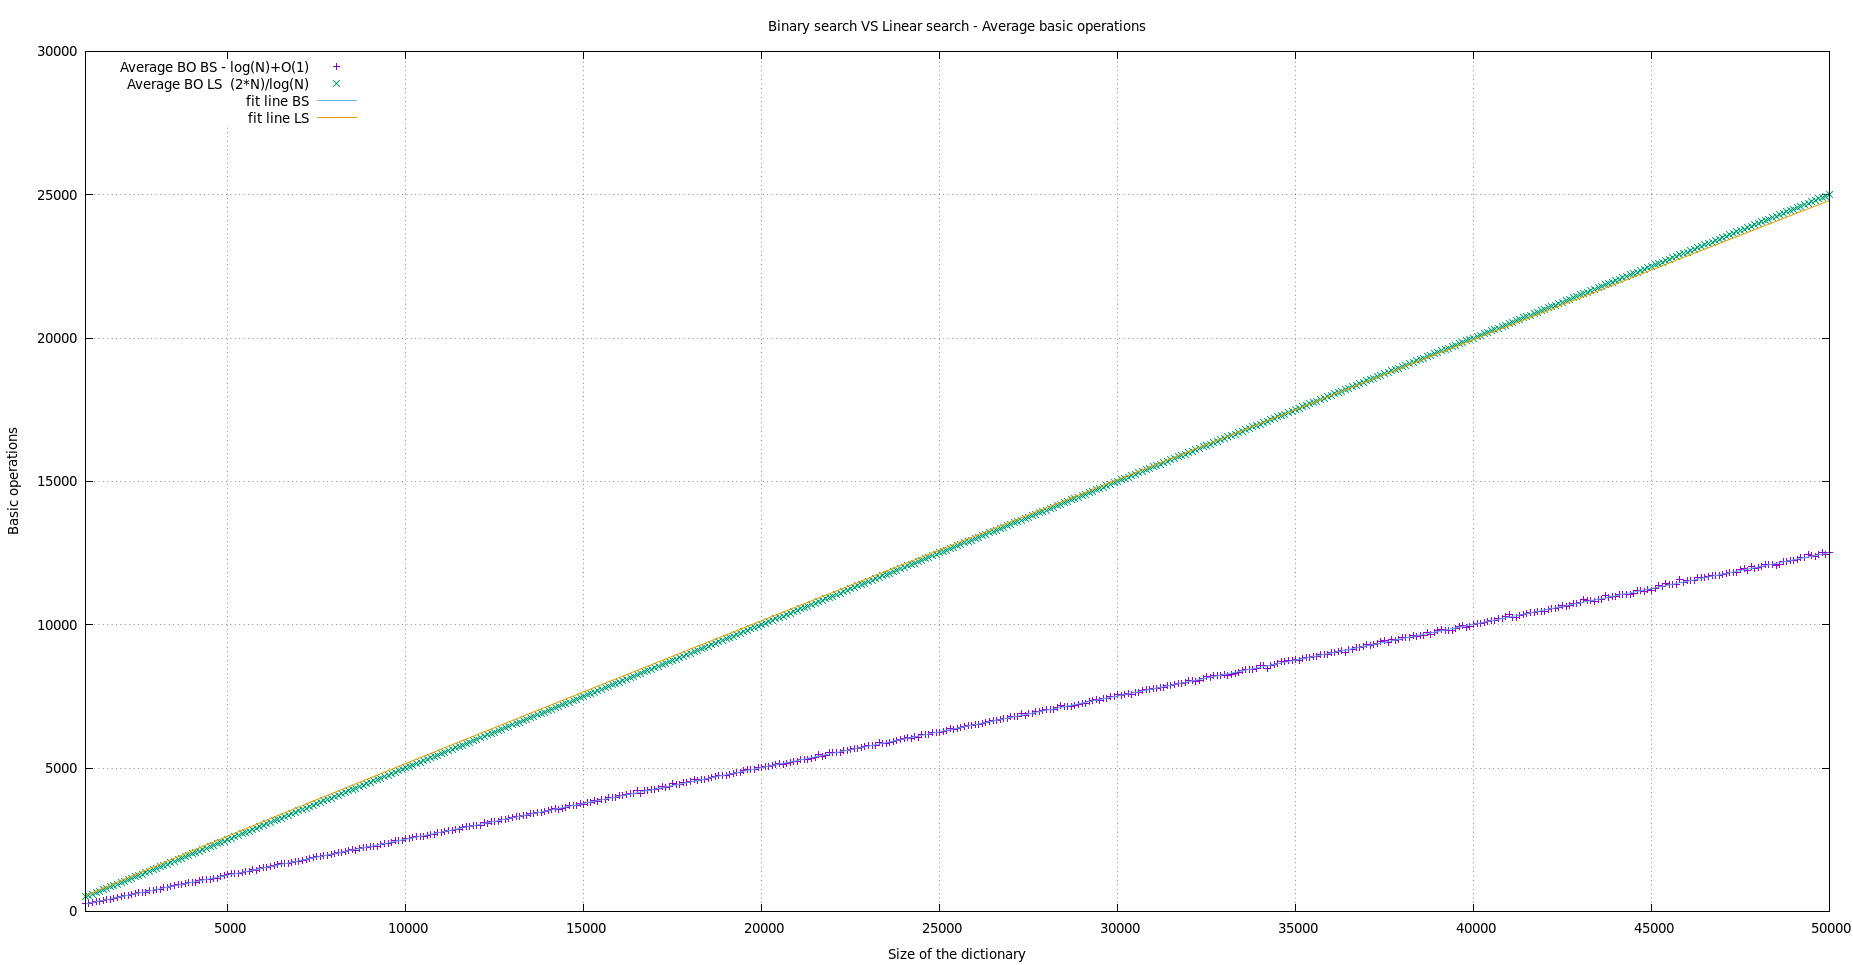 Binary search VS Linear search - Average basic operations
30000
25000
20000
15000
10000
5000
0
Average BO BS - log(N)+O(1)
Average BO LS  (2*N)/log(N)
fit line BS
fit line LS
Basic operations
5000 10000 15000 20000 25000 30000 35000 40000 45000 50000
Size of the dictionary